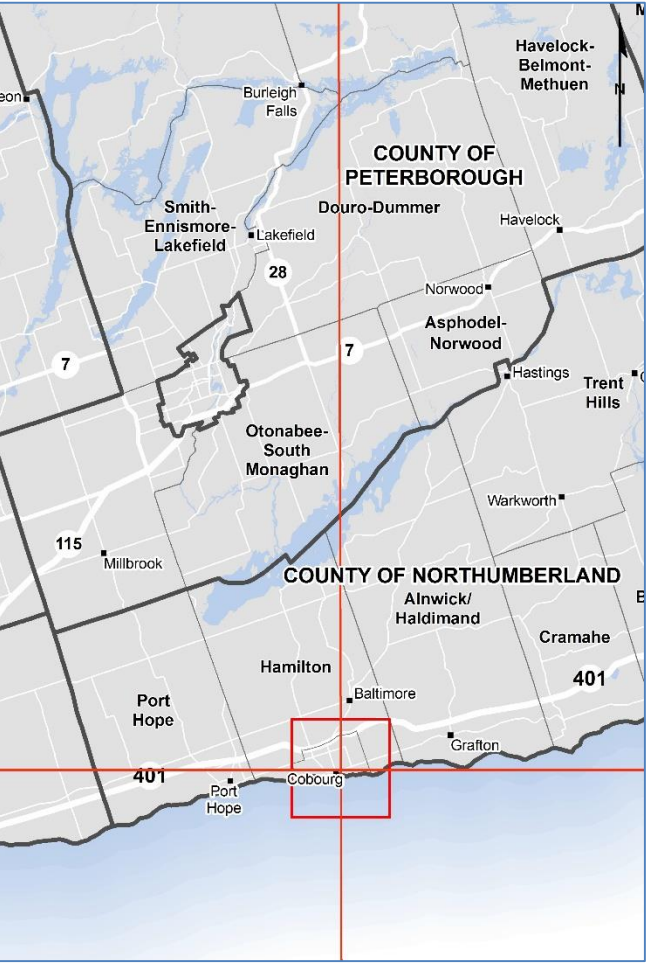 M
Havelock-
Belmont-
Methuen
N
eon
Burleigh
Falls
COUNTY OF
PETERBOROUGH
Smith-
Ennismore-
Lakefield
Douro-Dummer
Havelock
Lakefield
28
Norwood
Asphodel-
Norwood
7
7
Hastings
Trent
Hills
Otonabee-
South
Monaghan
Warkworth
115
Millbrook
COUNTY OF NORTHUMBERLAND
Alnwick/
Haldimand
Cramahe
Hamilton
401
Baltimore
Port
Hope
Grafton
401
Cobourg
Port
Hope